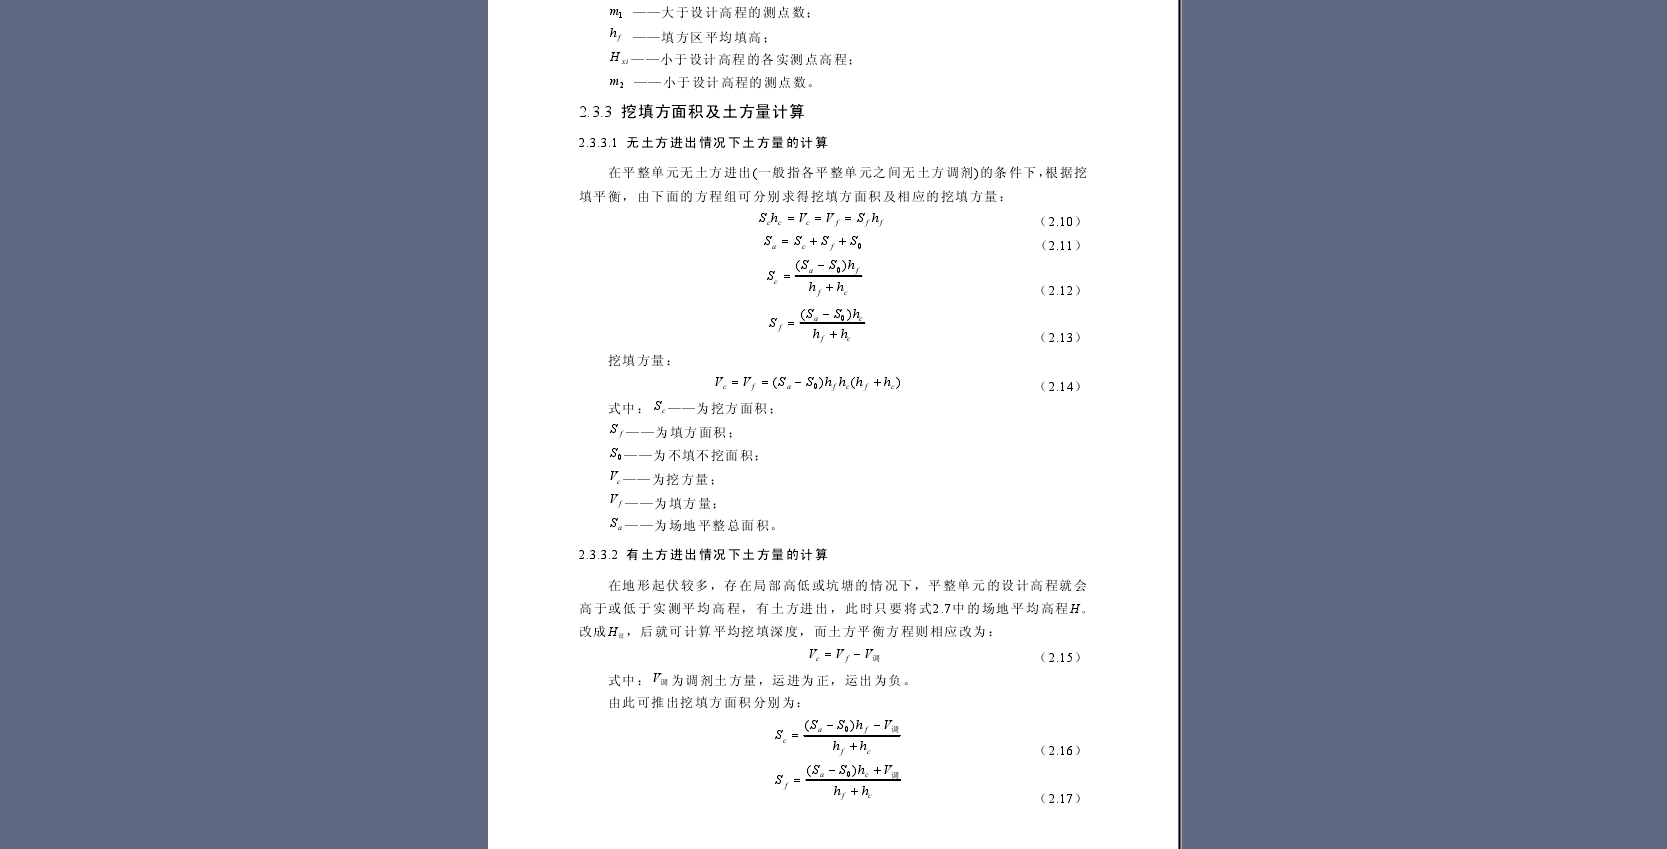 m₁ ——大于设计高程的测点数；
h_f ——填方区平均填高；
H_xi——小于设计高程的各实测点高程；
m₂ ——小于设计高程的测点数。
2.3.3 挖填方面积及土方量计算
2.3.3.1 无土方进出情况下土方量的计算
在平整单元无土方进出(一般指各平整单元之间无土方调剂)的条件下，根据挖
填平衡，由下面的方程组可分别求得挖填方面积及相应的挖填方量：
S_c h_c = V_c = V_f = S_f h_f （2.10）
S_a = S_c + S_f + S_0 （2.11）
S_c = (S_a − S_0)h_f / (h_f + h_c) （2.12）
S_f = (S_a − S_0)h_c / (h_f + h_c) （2.13）
挖填方量：
V_c = V_f = (S_a − S_0)h_f h_c(h_f + h_c) （2.14）
式中：S_c——为挖方面积；
S_f——为填方面积；
S_0——为不填不挖面积；
V_c——为挖方量；
V_f——为填方量；
S_a——为场地平整总面积。
2.3.3.2 有土方进出情况下土方量的计算
在地形起伏较多，存在局部高低或坑塘的情况下，平整单元的设计高程就会
高于或低于实测平均高程，有土方进出，此时只要将式2.7中的场地平均高程H。
改成H设，后就可计算平均挖填深度，而土方平衡方程则相应改为：
V_c = V_f − V调 （2.15）
式中：V调为调剂土方量，运进为正，运出为负。
由此可推出挖填方面积分别为：
S_c = ((S_a − S_0)h_f − V调) / (h_f + h_c) （2.16）
S_f = ((S_a − S_0)h_c + V调) / (h_f + h_c) （2.17）